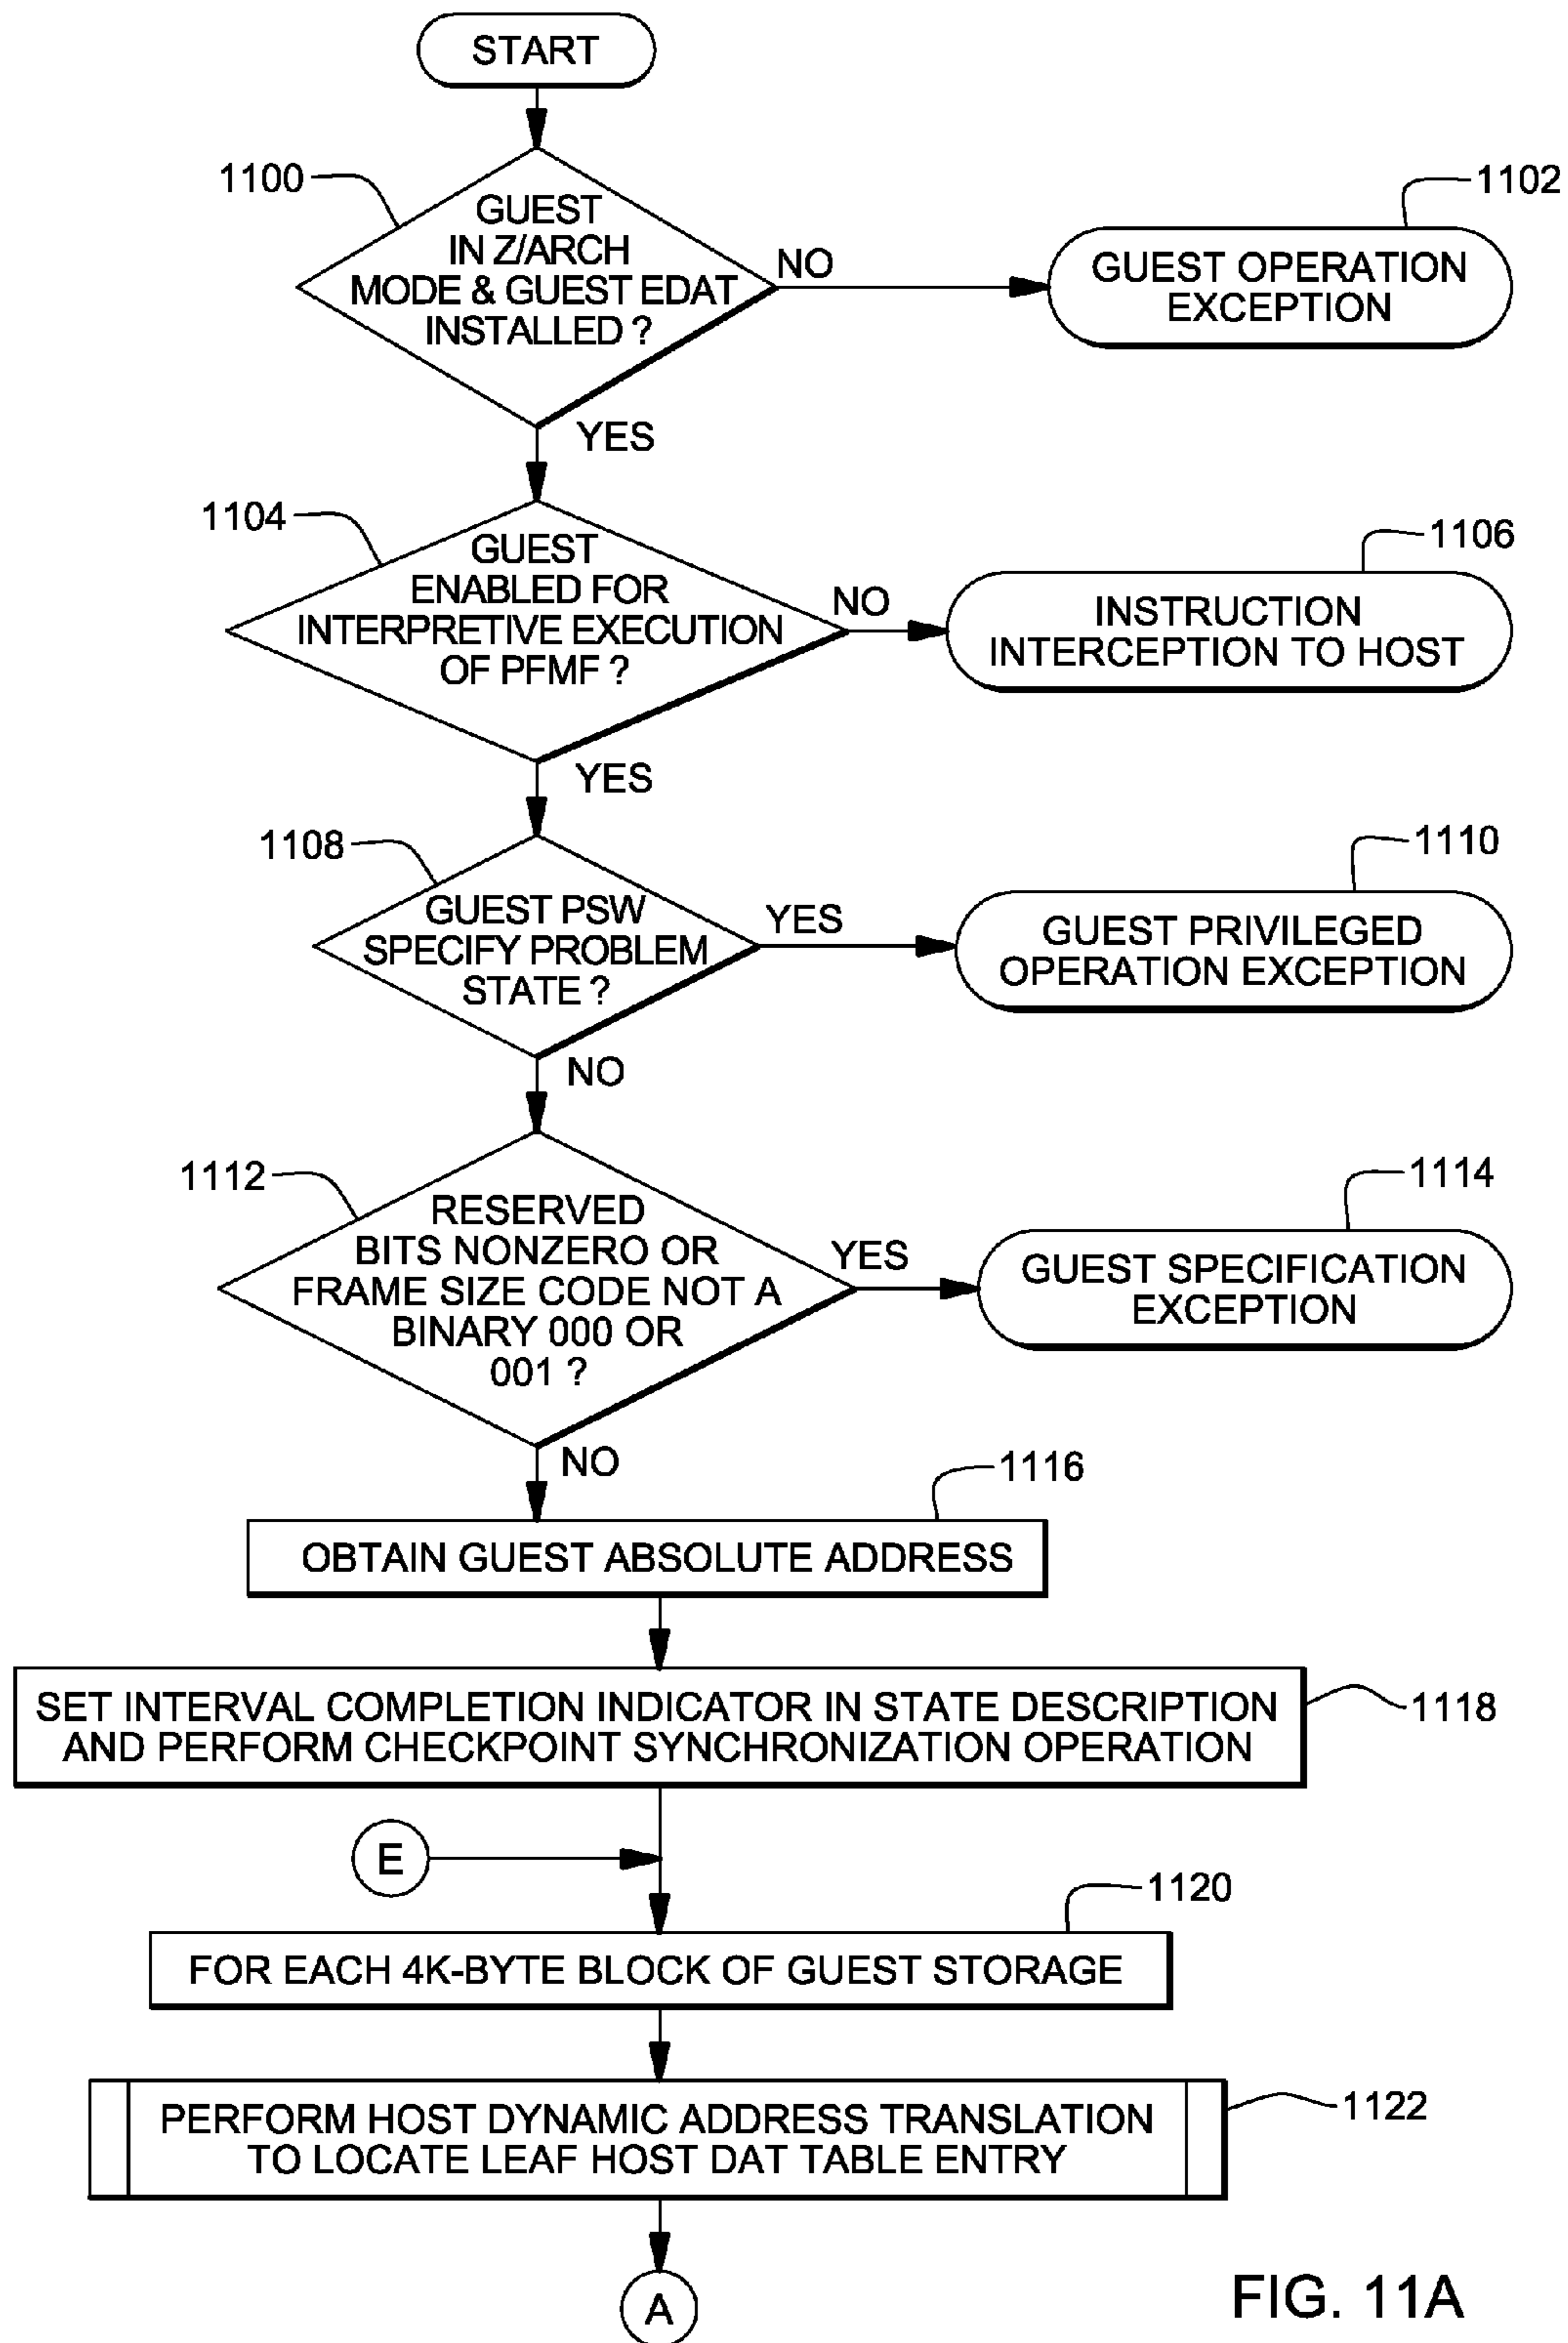 START
1100
GUEST
IN Z/ARCH
MODE & GUEST EDAT
INSTALLED ?
NO
1102
GUEST OPERATION
EXCEPTION
YES
1104
GUEST
ENABLED FOR
INTERPRETIVE EXECUTION
OF PFMF ?
NO
1106
INSTRUCTION
INTERCEPTION TO HOST
YES
1108
GUEST PSW
SPECIFY PROBLEM
STATE ?
YES
1110
GUEST PRIVILEGED
OPERATION EXCEPTION
NO
1112
RESERVED
BITS NONZERO OR
FRAME SIZE CODE NOT A
BINARY 000 OR
001 ?
YES
1114
GUEST SPECIFICATION
EXCEPTION
NO
1116
OBTAIN GUEST ABSOLUTE ADDRESS
SET INTERVAL COMPLETION INDICATOR IN STATE DESCRIPTION
AND PERFORM CHECKPOINT SYNCHRONIZATION OPERATION
1118
E
1120
FOR EACH 4K-BYTE BLOCK OF GUEST STORAGE
PERFORM HOST DYNAMIC ADDRESS TRANSLATION
TO LOCATE LEAF HOST DAT TABLE ENTRY
1122
A
FIG. 11A